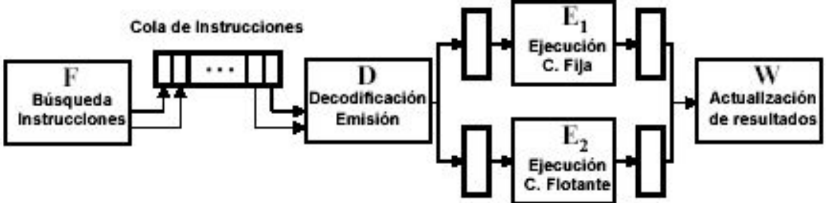 Cola de Instrucciones
F
Búsqueda
Instrucciones
...
D
Decodificación
Emisión
E1
Ejecución
C. Fija
E2
Ejecución
C. Flotante
W
Actualización
de resultados